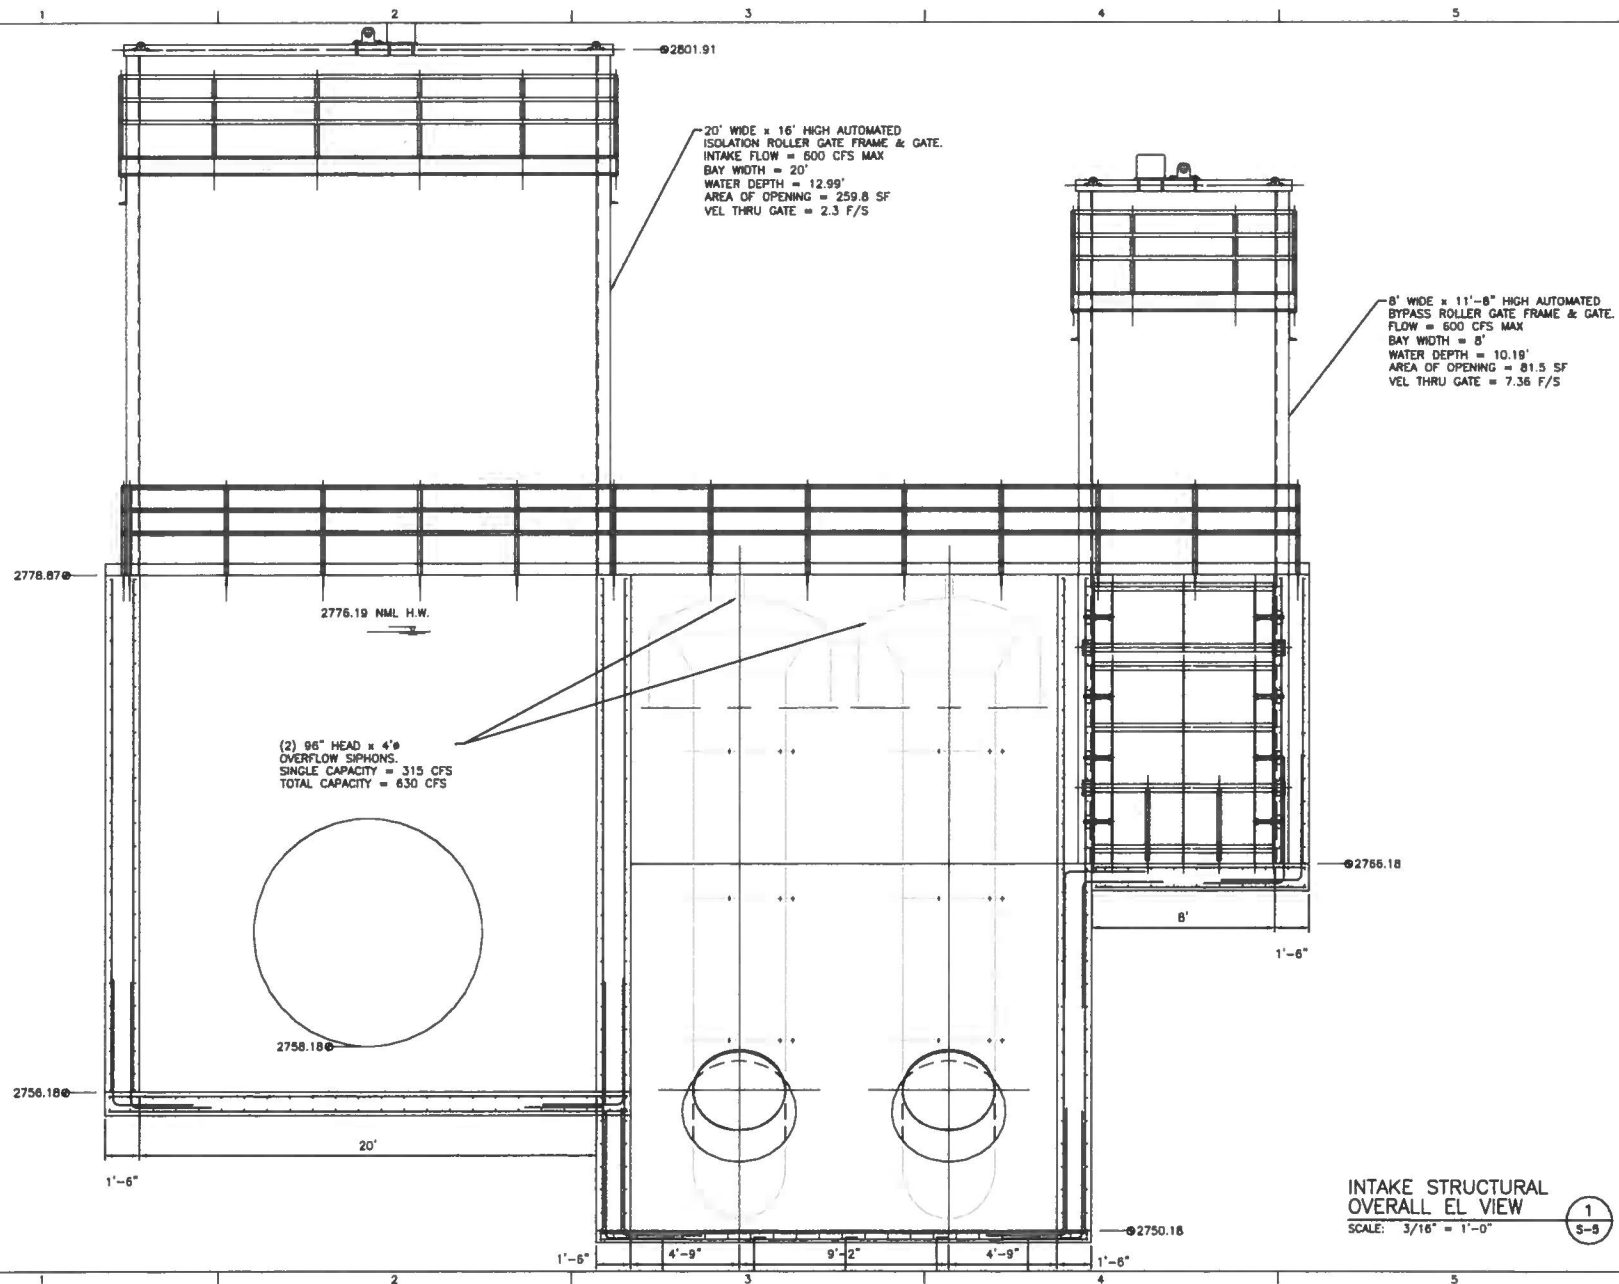 1 2 3 4 5
2801.91
20' WIDE x 16' HIGH AUTOMATED
ISOLATION ROLLER GATE FRAME & GATE.
INTAKE FLOW = 600 CFS MAX
BAY WIDTH = 20'
WATER DEPTH = 12.99'
AREA OF OPENING = 259.8 SF
VEL THRU GATE = 2.3 F/S
8' WIDE x 11'-8" HIGH AUTOMATED
BYPASS ROLLER GATE FRAME & GATE.
FLOW = 600 CFS MAX
BAY WIDTH = 8'
WATER DEPTH = 10.19'
AREA OF OPENING = 81.5 SF
VEL THRU GATE = 7.36 F/S
2778.87
2776.19 NML H.W.
(2) 96" HEAD x 4'ø
OVERFLOW SIPHONS.
SINGLE CAPACITY = 315 CFS
TOTAL CAPACITY = 630 CFS
2766.18
8'
1'-6"
2758.18
2756.18
20'
1'-6"
2750.18
1'-6" 4'-9" 9'-2" 4'-9" 1'-6"
INTAKE STRUCTURAL
OVERALL EL VIEW
SCALE: 3/16" = 1'-0"
1
S-5
1 2 3 4 5